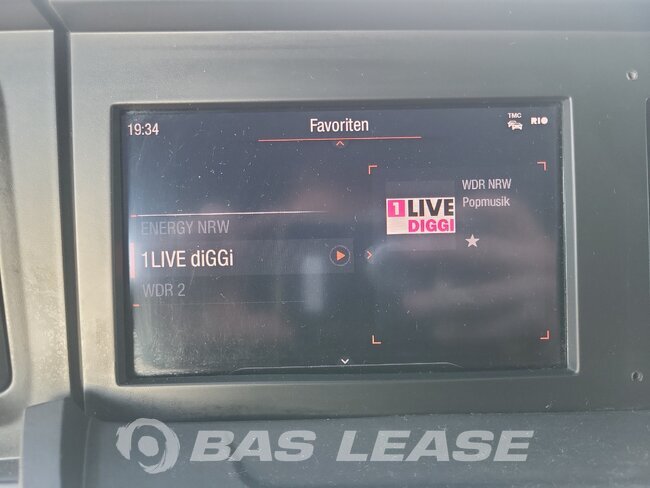 19:34
Favoriten
TMC
RIO
WDR NRW
Popmusik
1LIVE
DIGGI
ENERGY NRW
1LIVE diGGi
WDR 2
BAS LEASE